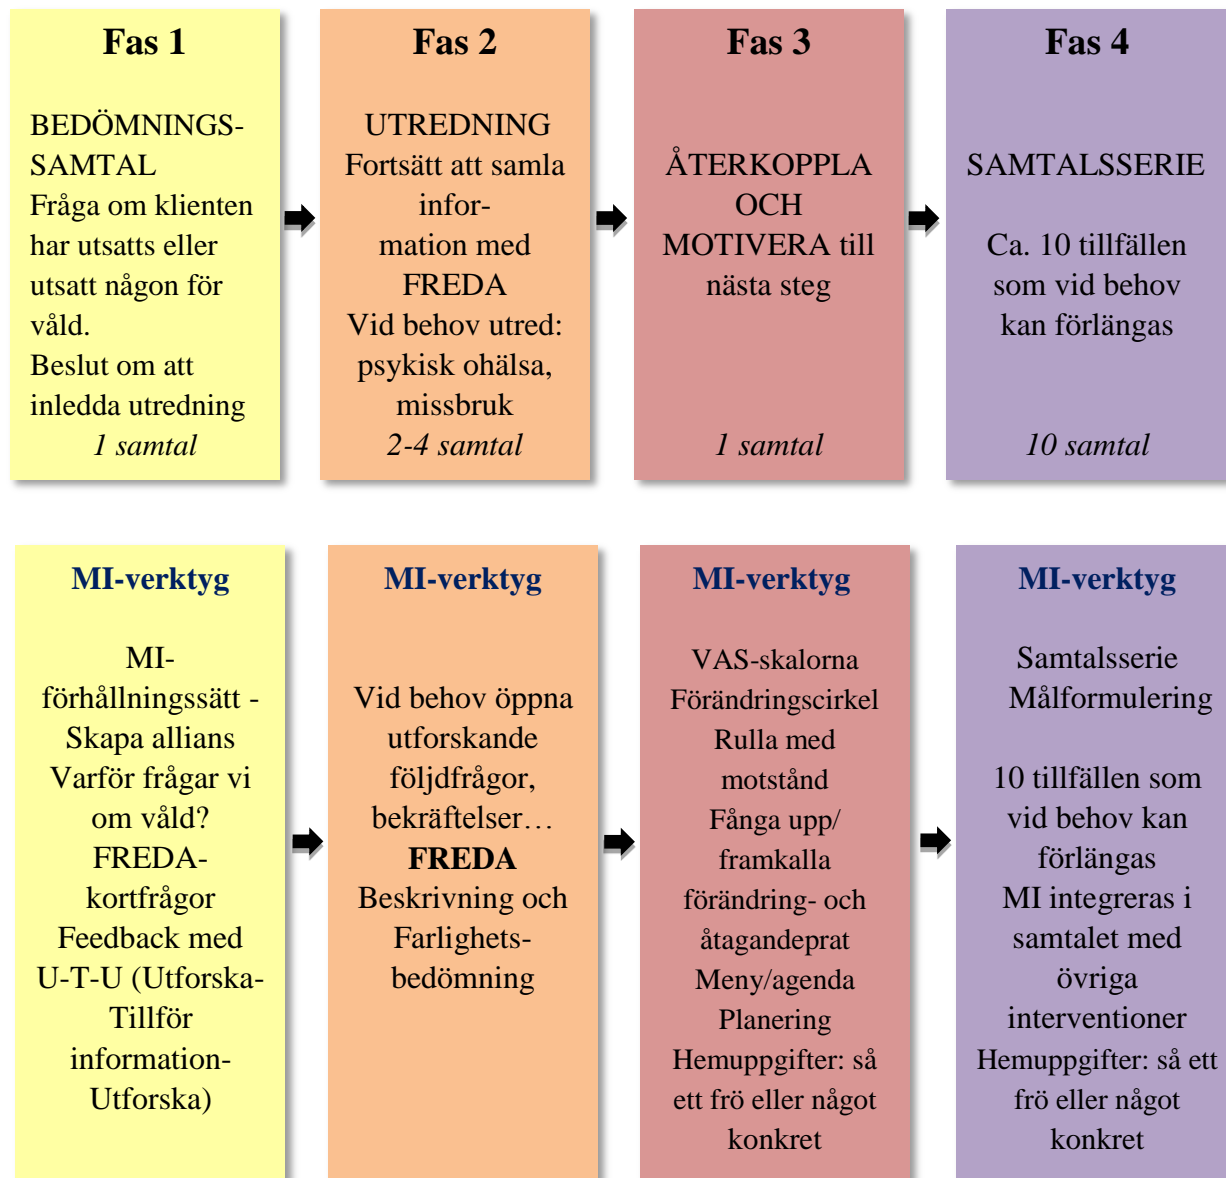 Fas 1
BEDÖMNINGS-
SAMTAL
Fråga om klienten
har utsatts eller
utsatt någon för
våld.
Beslut om att
inledda utredning
1 samtal
Fas 2
UTREDNING
Fortsätt att samla
infor-
mation med
FREDA
Vid behov utred:
psykisk ohälsa,
missbruk
2-4 samtal
Fas 3
ÅTERKOPPLA
OCH
MOTIVERA till
nästa steg
1 samtal
Fas 4
SAMTALSSERIE
Ca. 10 tillfällen
som vid behov
kan förlängas
10 samtal
MI-verktyg
MI-
förhållningssätt -
Skapa allians
Varför frågar vi
om våld?
FREDA-
kortfrågor
Feedback med
U-T-U (Utforska-
Tillför
information-
Utforska)
MI-verktyg
Vid behov öppna
utforskande
följdfrågor,
bekräftelser…
FREDA
Beskrivning och
Farlighets-
bedömning
MI-verktyg
VAS-skalorna
Förändringscirkel
Rulla med
motstånd
Fånga upp/
framkalla
förändring- och
åtagandeprat
Meny/agenda
Planering
Hemuppgifter: så
ett frö eller något
konkret
MI-verktyg
Samtalsserie
Målformulering
10 tillfällen som
vid behov kan
förlängas
MI integreras i
samtalet med
övriga
interventioner
Hemuppgifter: så ett
frö eller något
konkret